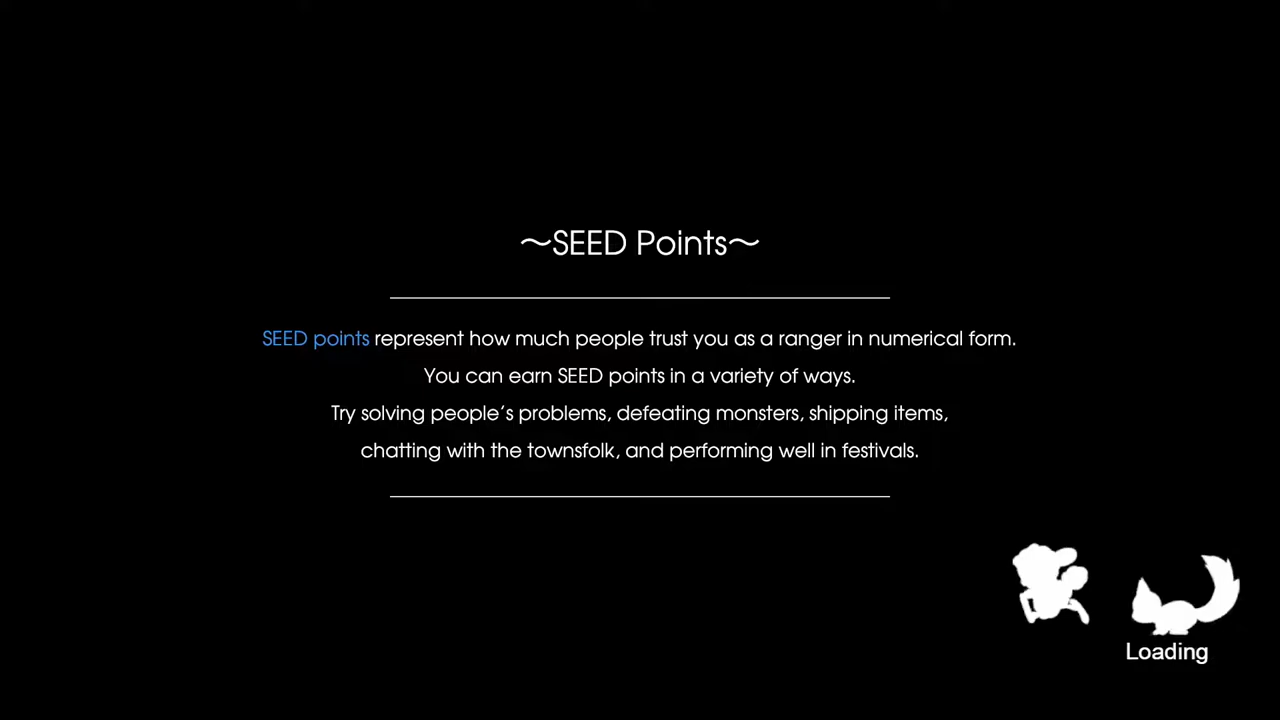 ～SEED Points～
SEED points represent how much people trust you as a ranger in numerical form.
You can earn SEED points in a variety of ways.
Try solving people's problems, defeating monsters, shipping items,
chatting with the townsfolk, and performing well in festivals.
Loading